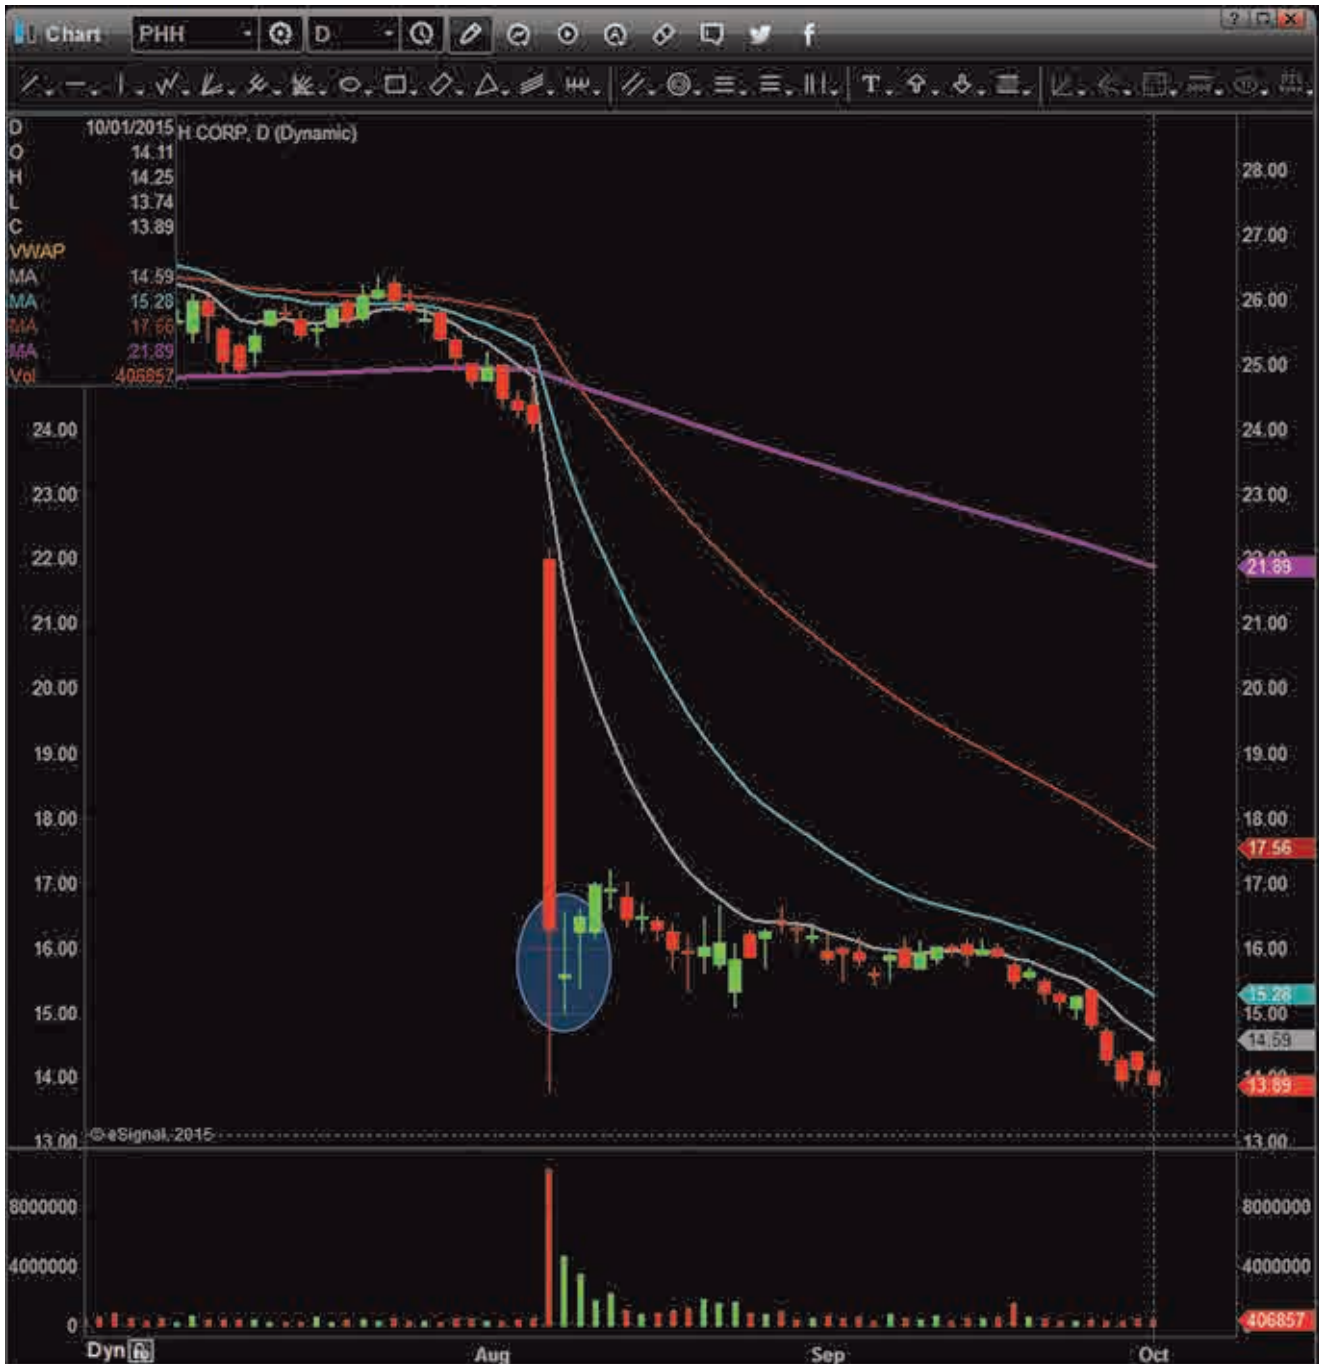 Chart PHH D
D 10/01/2015 H CORP, D (Dynamic)
O 14.11
H 14.25
L 13.74
C 13.89
VWAP
MA 14.59
MA 15.28
MA
MA 21.89
Vol 406857
28.00
27.00
26.00
25.00
24.00 24.00
23.00 23.00
22.00 22.00
21.89
21.00 21.00
20.00 20.00
19.00 19.00
18.00 18.00
17.56
17.00 17.00
16.00 16.00
15.28
15.00 15.00
14.59
14.00
13.89
13.00 © eSignal, 2015 13.00
8000000 8000000
4000000 4000000
0 406857
Dyn Aug Sep Oct